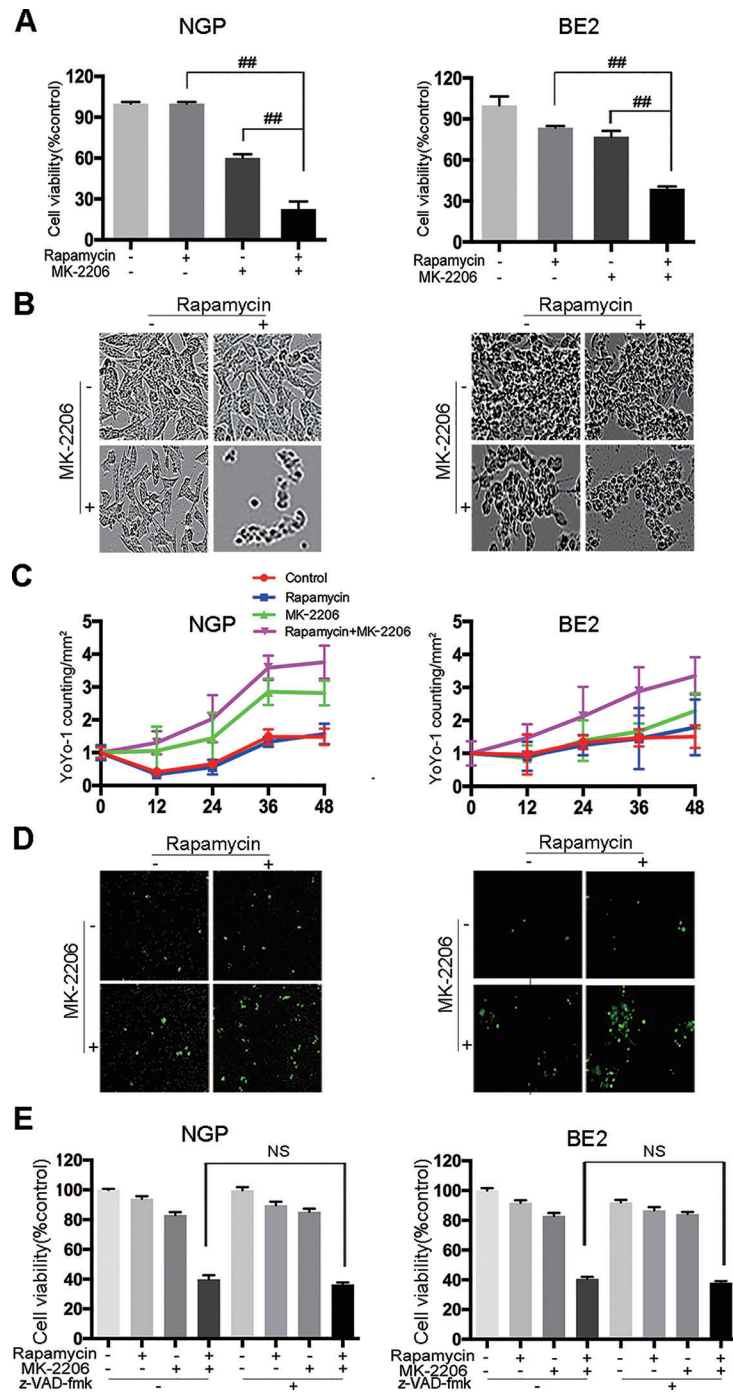 A
NGP
BE2
Cell viability(%control)
120
90
60
30
0
##
##
Rapamycin - + - +
MK-2206 - - + +
Cell viability(%control)
120
90
60
30
0
##
##
Rapamycin - + - +
MK-2206 - - + +
B
Rapamycin
- +
MK-2206
-
+
Rapamycin
- +
MK-2206
-
+
C
Control
Rapamycin
MK-2206
Rapamycin+MK-2206
NGP
BE2
YoYo-1 counting/mm²
5
4
3
2
1
0
0 12 24 36 48
YoYo-1 counting/mm²
5
4
3
2
1
0
0 12 24 36 48
D
Rapamycin
- +
MK-2206
-
+
Rapamycin
- +
MK-2206
-
+
E
NGP
BE2
Cell viability(%control)
120
100
80
60
40
20
0
NS
Rapamycin - + - + - + - +
MK-2206 - - + + - - + +
z-VAD-fmk - +
Cell viability(%control)
120
100
80
60
40
20
0
NS
Rapamycin - + - + - + - +
MK-2206 - - + + - - + +
z-VAD-fmk - +